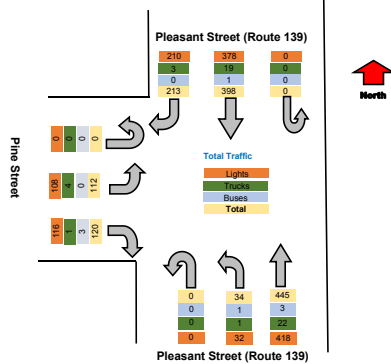 Pleasant Street (Route 139)
210 378 0
3 19 0
0 1 0
213 398 0
North
Pine Street
0 0 0 0
108 4 0 112
116 1 3 120
Total Traffic
Lights
Trucks
Buses
Total
0 34 445
0 1 3
0 1 22
0 32 418
Pleasant Street (Route 139)